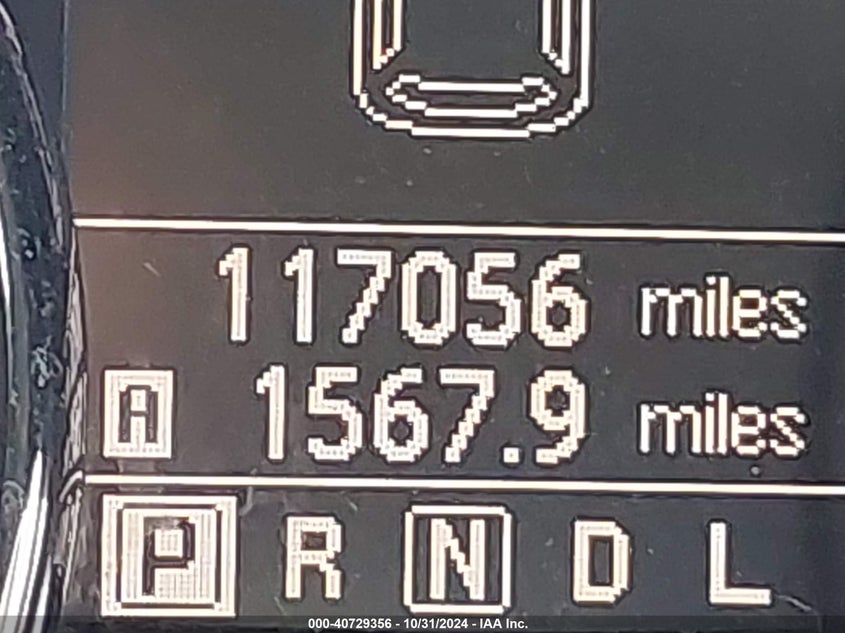 117056 miles
A 1567.9 miles
P R N D L
000-40729356 - 10/31/2024 - IAA Inc.